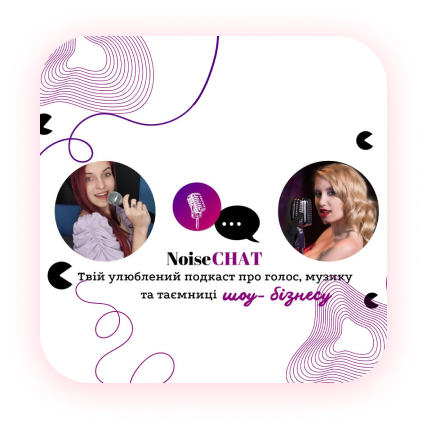 NoiseCHAT
Твій улюблений подкаст про голос, музику
та таємниці шоу- бізнесу